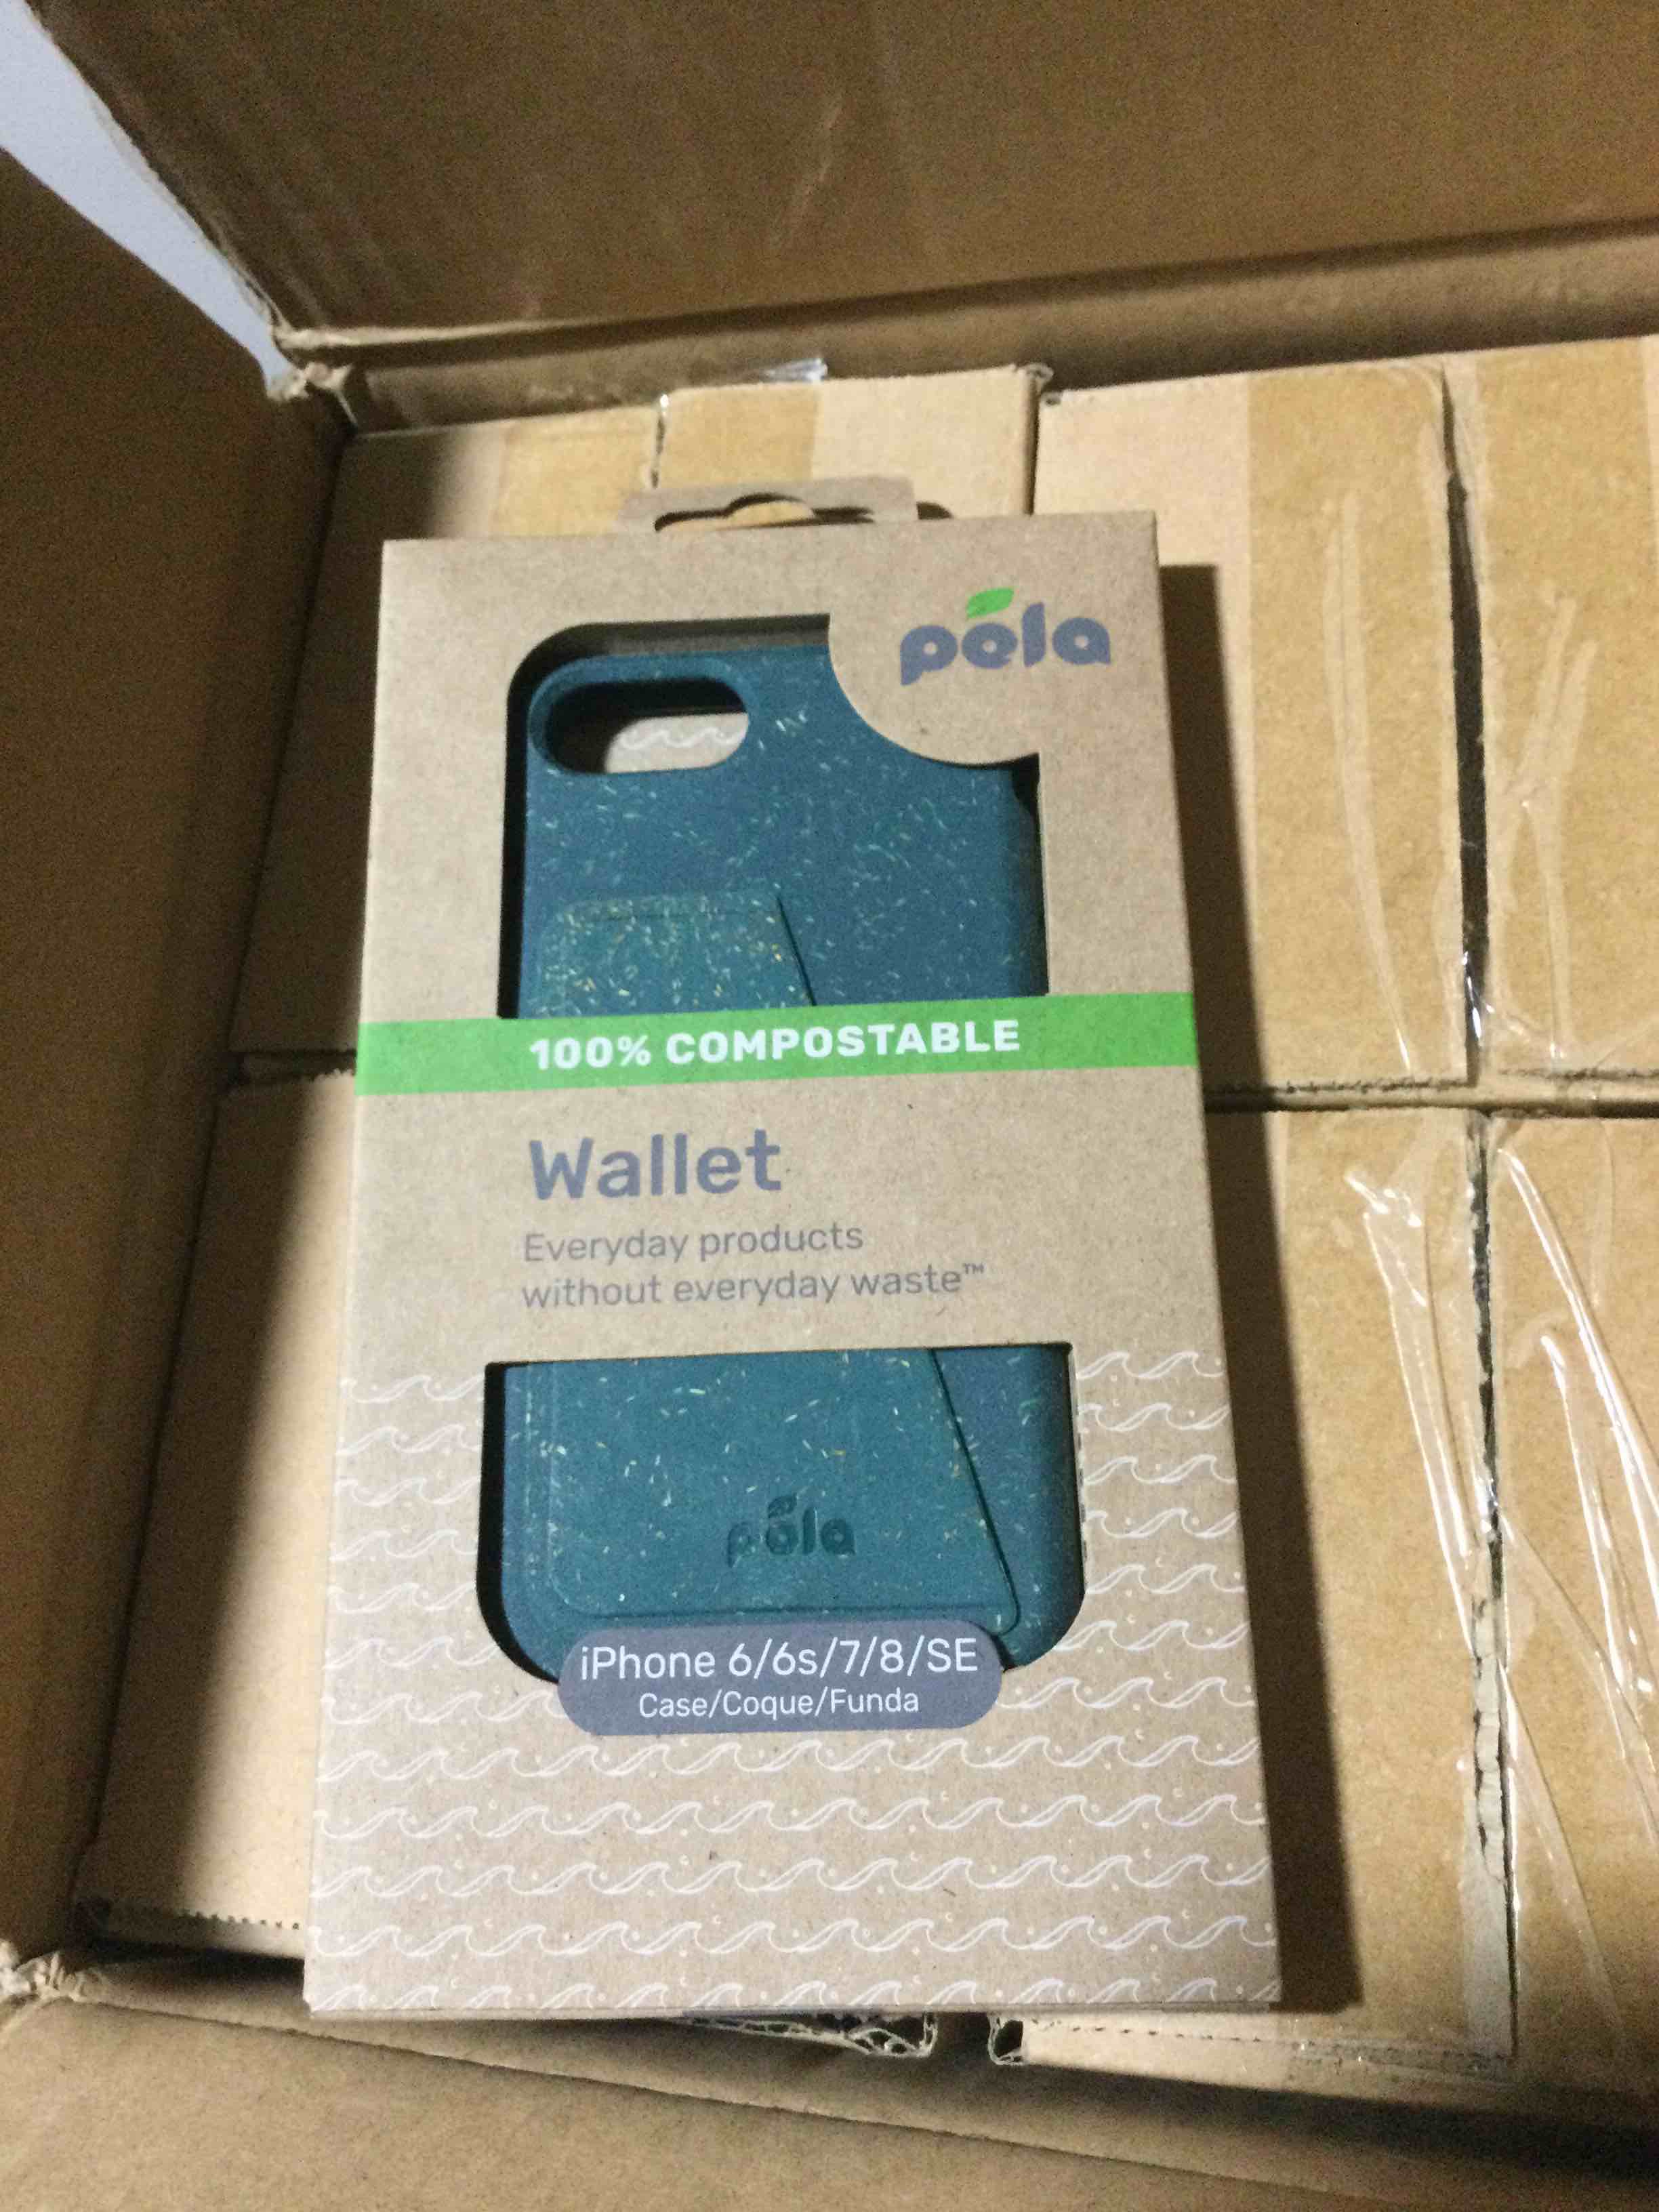 pela
100% COMPOSTABLE
Wallet
Everyday products
without everyday waste™
pela
iPhone 6/6s/7/8/SE
Case/Coque/Funda